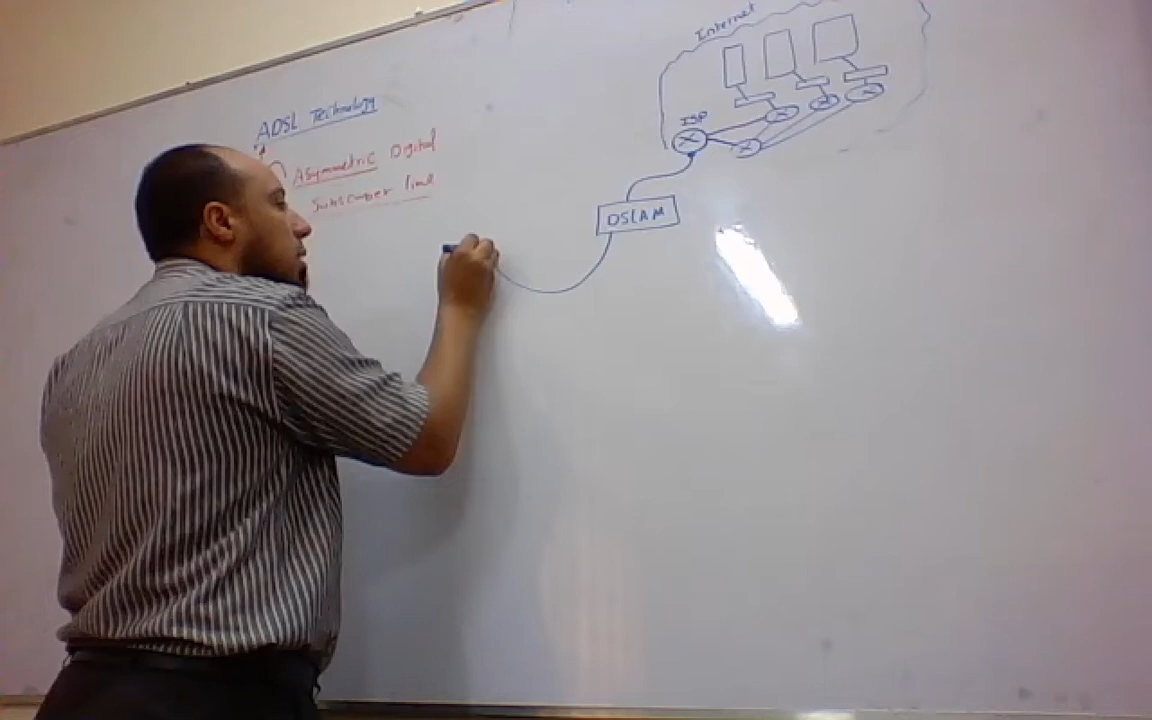 ADSL Technology
Asymmetric Digital
Subscriber line
Internet
ISP
DSLAM